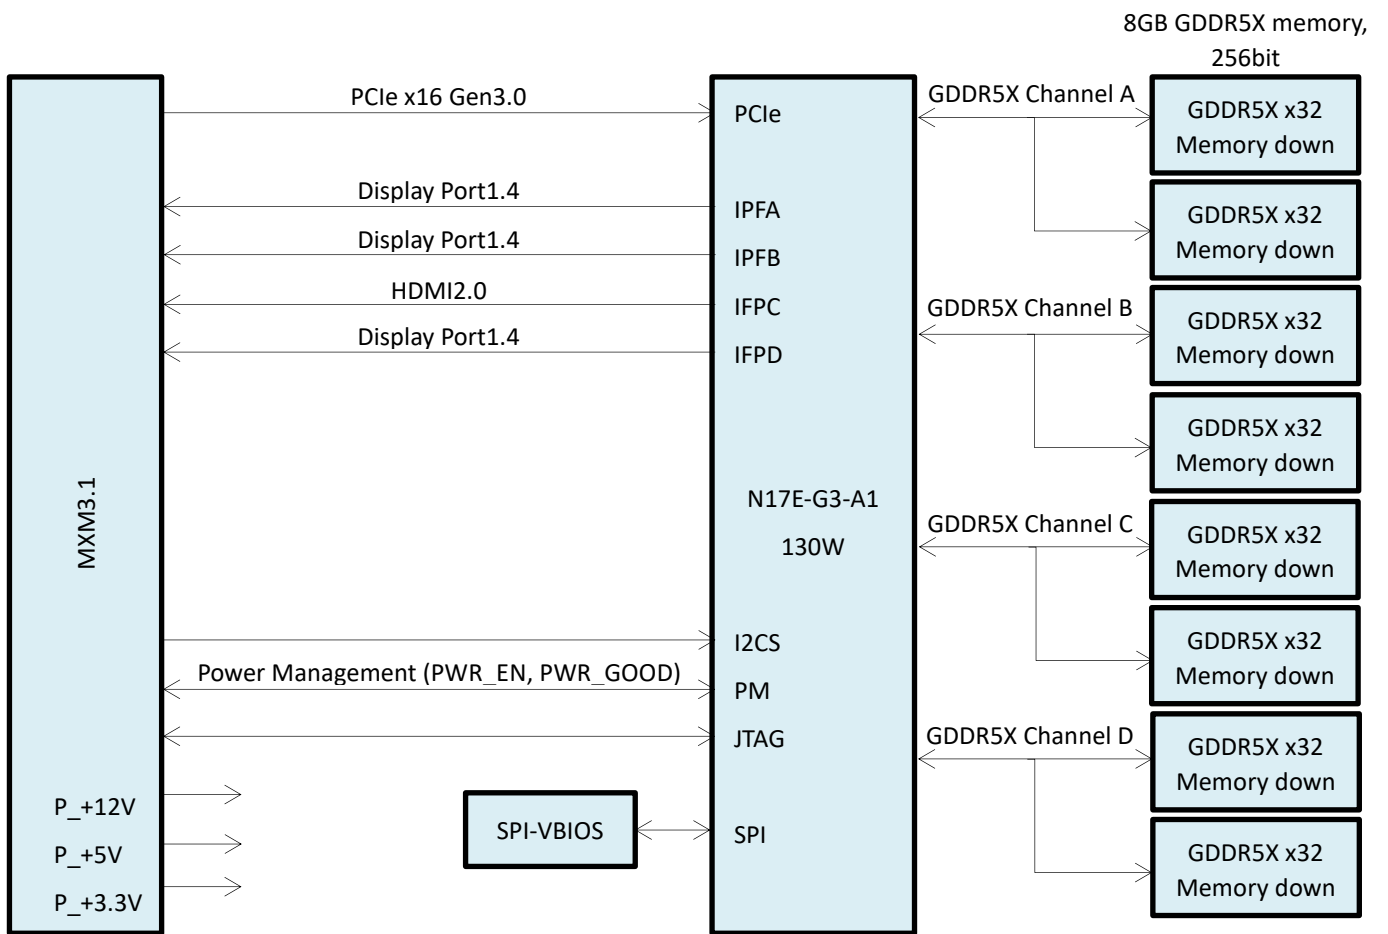 8GB GDDR5X memory,
256bit
MXM3.1
P_+12V
P_+5V
P_+3.3V
PCIe x16 Gen3.0
Display Port1.4
Display Port1.4
HDMI2.0
Display Port1.4
Power Management (PWR_EN, PWR_GOOD)
SPI-VBIOS
PCIe
IPFA
IPFB
IFPC
IFPD
N17E-G3-A1
130W
I2CS
PM
JTAG
SPI
GDDR5X Channel A
GDDR5X x32
Memory down
GDDR5X x32
Memory down
GDDR5X Channel B
GDDR5X x32
Memory down
GDDR5X x32
Memory down
GDDR5X Channel C
GDDR5X x32
Memory down
GDDR5X x32
Memory down
GDDR5X Channel D
GDDR5X x32
Memory down
GDDR5X x32
Memory down